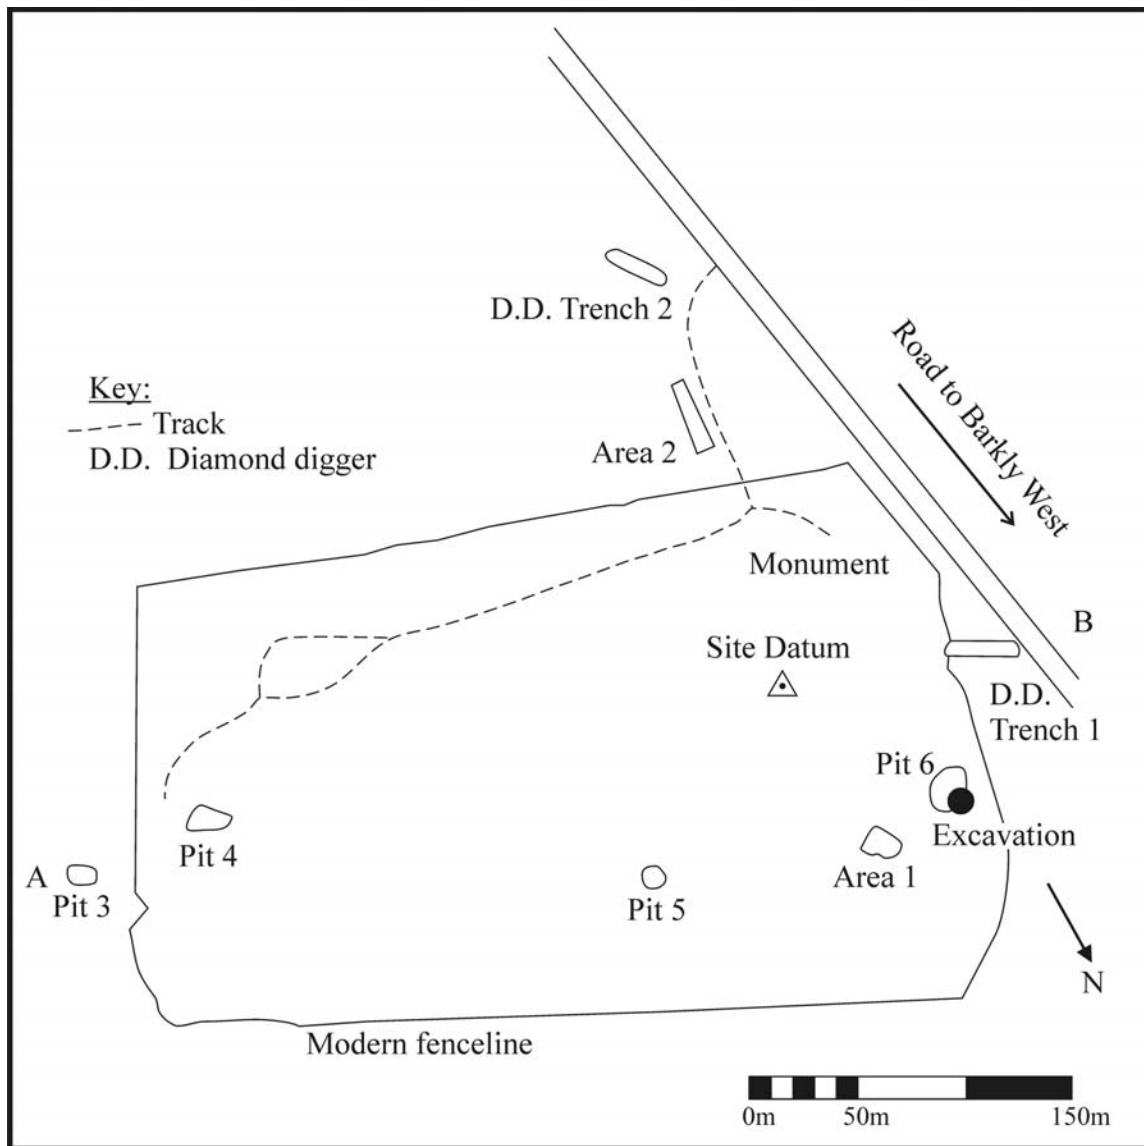 D.D. Trench 2
Road to Barkly West
Key:
Track
D.D. Diamond digger
Area 2
Monument
B
Site Datum
D.D.
Trench 1
Pit 6
Excavation
Pit 4
Area 1
A
Pit 3
Pit 5
N
Modern fenceline
0m 50m 150m